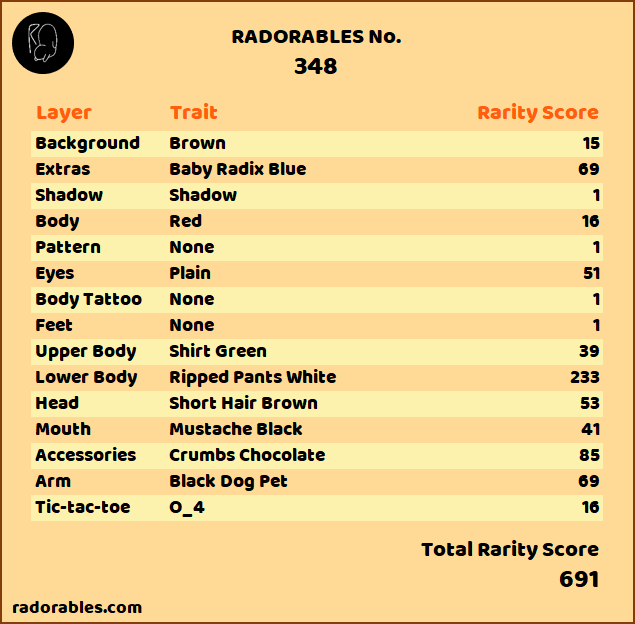 RADORABLES No.
348
Layer Trait Rarity Score
Background Brown 15
Extras Baby Radix Blue 69
Shadow Shadow 1
Body Red 16
Pattern None 1
Eyes Plain 51
Body Tattoo None 1
Feet None 1
Upper Body Shirt Green 39
Lower Body Ripped Pants White 233
Head Short Hair Brown 53
Mouth Mustache Black 41
Accessories Crumbs Chocolate 85
Arm Black Dog Pet 69
Tic-tac-toe O_4 16
Total Rarity Score
691
radorables.com